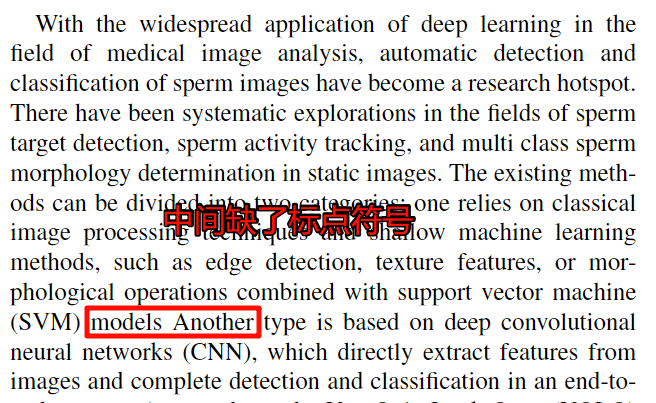 With the widespread application of deep learning in the
field of medical image analysis, automatic detection and
classification of sperm images have become a research hotspot.
There have been systematic explorations in the fields of sperm
target detection, sperm activity tracking, and multi class sperm
morphology determination in static images. The existing meth-
ods can be divided into two categories: one relies on classical
中间缺了标点符号
image processing techniques and shallow machine learning
methods, such as edge detection, texture features, or mor-
phological operations combined with support vector machine
(SVM) models Another type is based on deep convolutional
neural networks (CNN), which directly extract features from
images and complete detection and classification in an end-to-